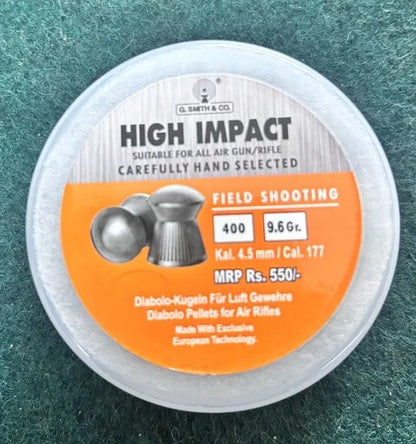 G. SMITH & CO.
HIGH IMPACT
SUITABLE FOR ALL AIR GUN/RIFLE
CAREFULLY HAND SELECTED
FIELD SHOOTING
400 9.6 Gr.
Kal. 4.5 mm / Cal. 177
MRP Rs. 550/-
Diabolo-Kugeln Für Luft Gewehre
Diabolo Pellets for Air Rifles
Made With Exclusive
European Technology.